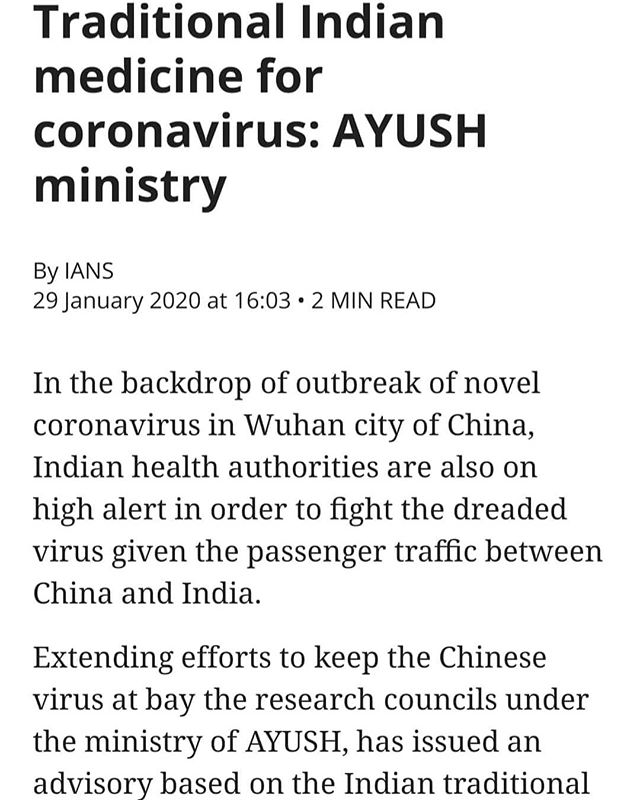 Traditional Indian
medicine for
coronavirus: AYUSH
ministry
By IANS
29 January 2020 at 16:03 • 2 MIN READ
In the backdrop of outbreak of novel
coronavirus in Wuhan city of China,
Indian health authorities are also on
high alert in order to fight the dreaded
virus given the passenger traffic between
China and India.
Extending efforts to keep the Chinese
virus at bay the research councils under
the ministry of AYUSH, has issued an
advisory based on the Indian traditional